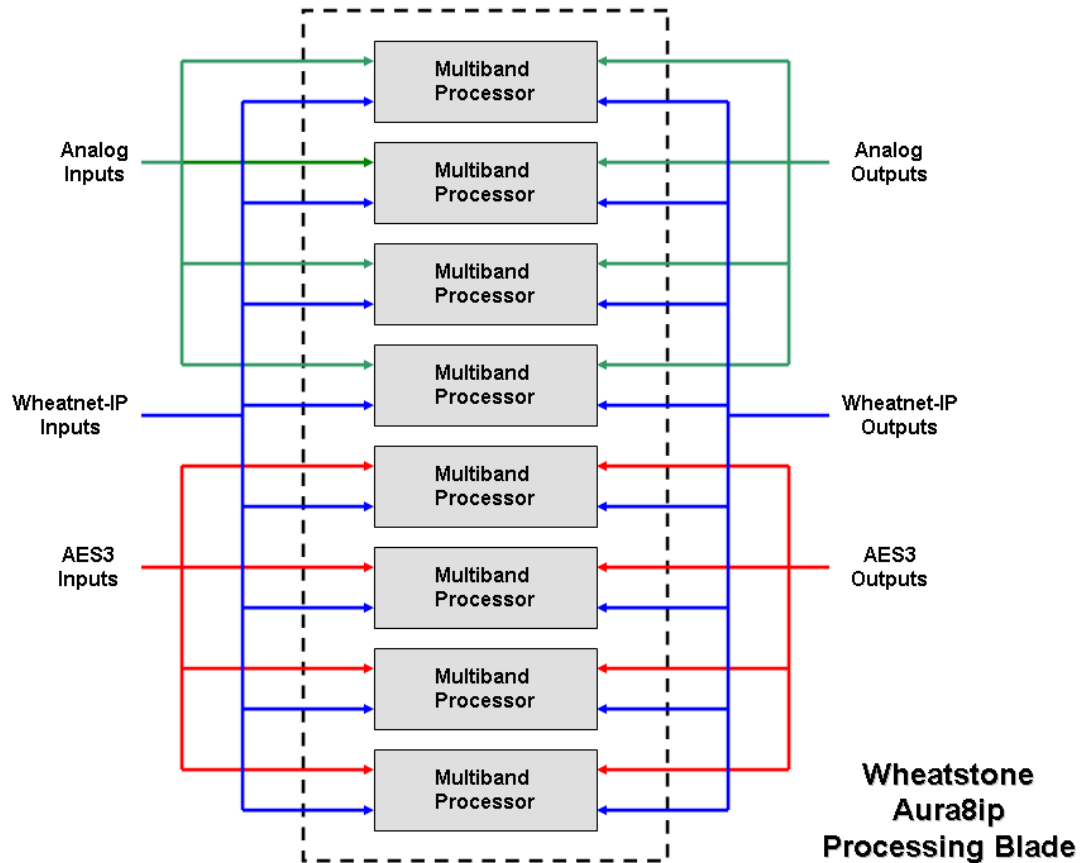 Multiband
Processor
Analog
Inputs
Multiband
Processor
Analog
Outputs
Multiband
Processor
Multiband
Processor
Wheatnet-IP
Inputs
Wheatnet-IP
Outputs
Multiband
Processor
AES3
Inputs
Multiband
Processor
AES3
Outputs
Multiband
Processor
Multiband
Processor
Wheatstone
Aura8ip
Processing Blade